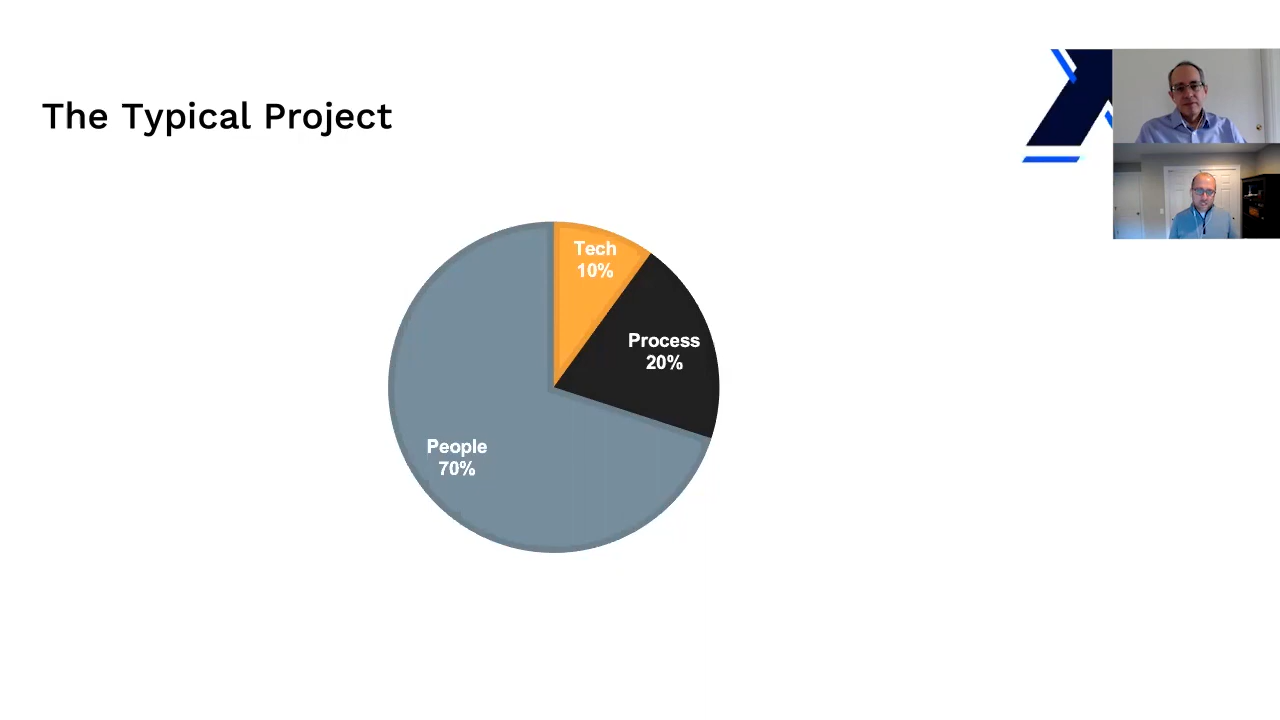 The Typical Project
Tech
10%
Process
20%
People
70%